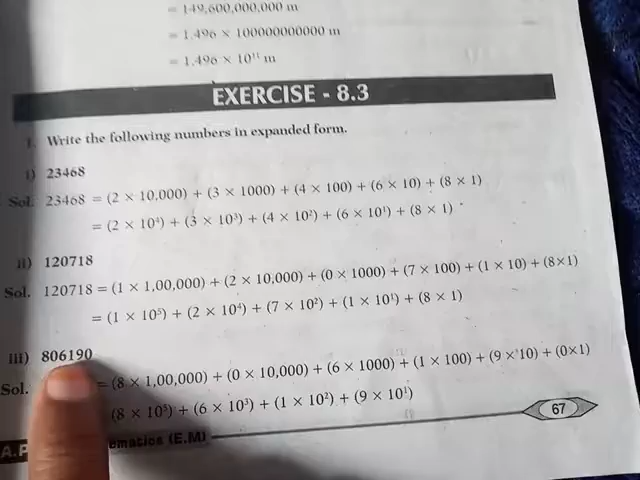 = 149,600,000,000 m
= 1.496 × 100000000000 m
= 1.496 × 10¹¹ m
EXERCISE - 8.3
1. Write the following numbers in expanded form.
i) 23468
Sol. 23468 = (2 × 10,000) + (3 × 1000) + (4 × 100) + (6 × 10) + (8 × 1)
= (2 × 10⁴) + (3 × 10³) + (4 × 10²) + (6 × 10¹) + (8 × 1)
ii) 120718
Sol. 120718 = (1 × 1,00,000) + (2 × 10,000) + (0 × 1000) + (7 × 100) + (1 × 10) + (8×1)
= (1 × 10⁵) + (2 × 10⁴) + (7 × 10²) + (1 × 10¹) + (8 × 1)
iii) 806190
Sol. = (8 × 1,00,000) + (0 × 10,000) + (6 × 1000) + (1 × 100) + (9 × 10) + (0×1)
(8 × 10⁵) + (6 × 10³) + (1 × 10²) + (9 × 10¹)
67
A.P ematics (E.M)